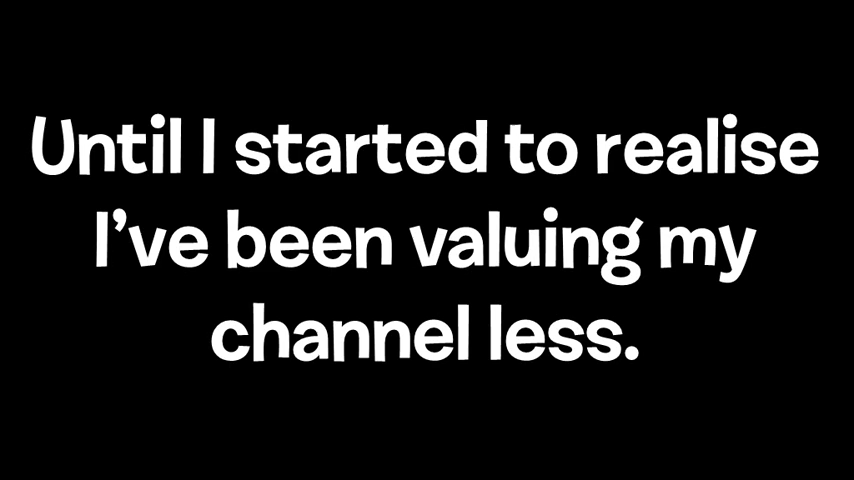 Until I started to realise
I've been valuing my
channel less.